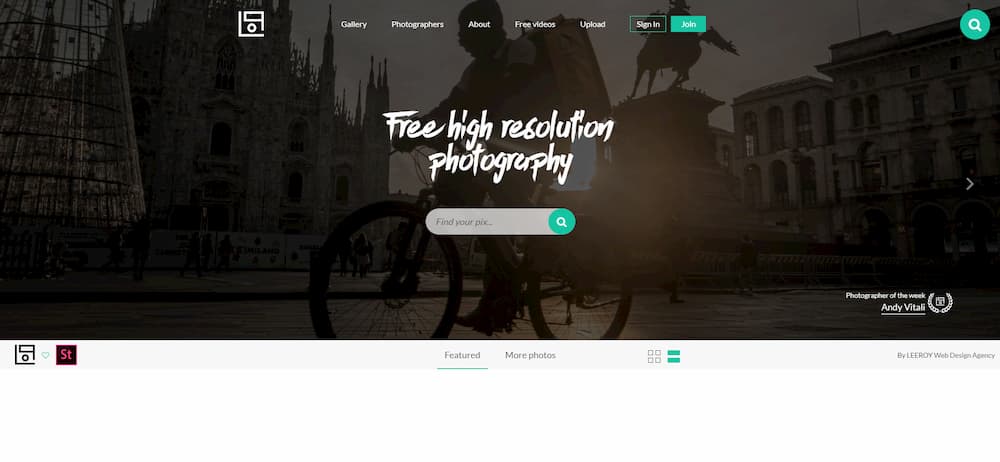 Gallery
Photographers
About
Free videos
Upload
Sign In
Join
Free high resolution
photography
Find your pix...
Photographer of the week
Andy Vitali
St
Featured
More photos
By LEEROY Web Design Agency